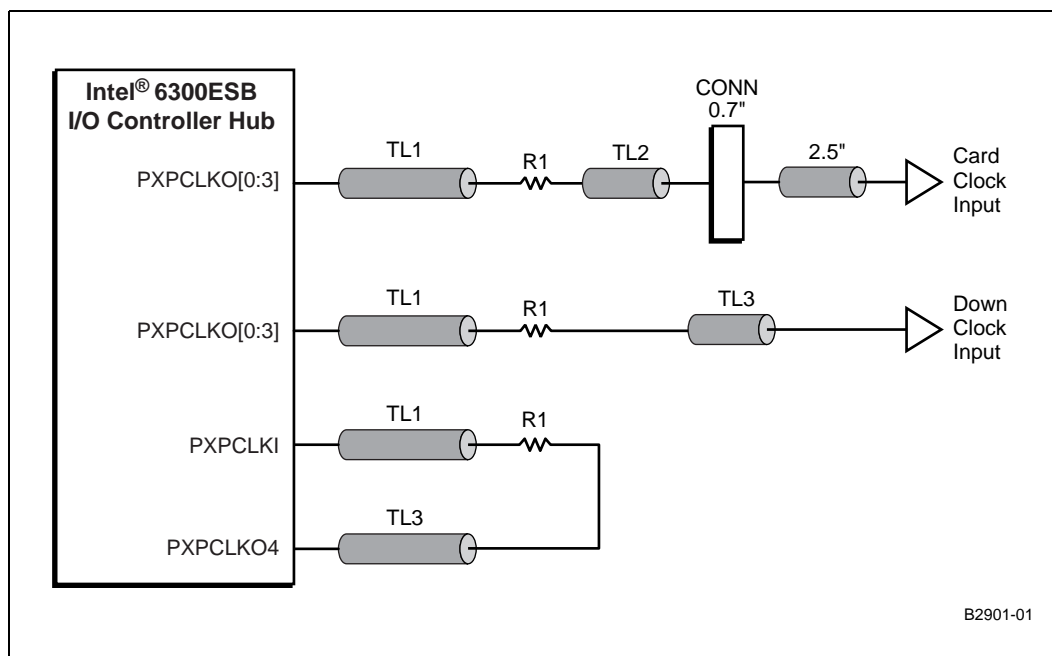 Intel® 6300ESB
I/O Controller Hub
CONN
0.7"
TL1
R1
TL2
2.5"
PXPCLKO[0:3]
Card
Clock
Input
TL1
R1
TL3
PXPCLKO[0:3]
Down
Clock
Input
TL1
R1
PXPCLKI
TL3
PXPCLKO4
B2901-01